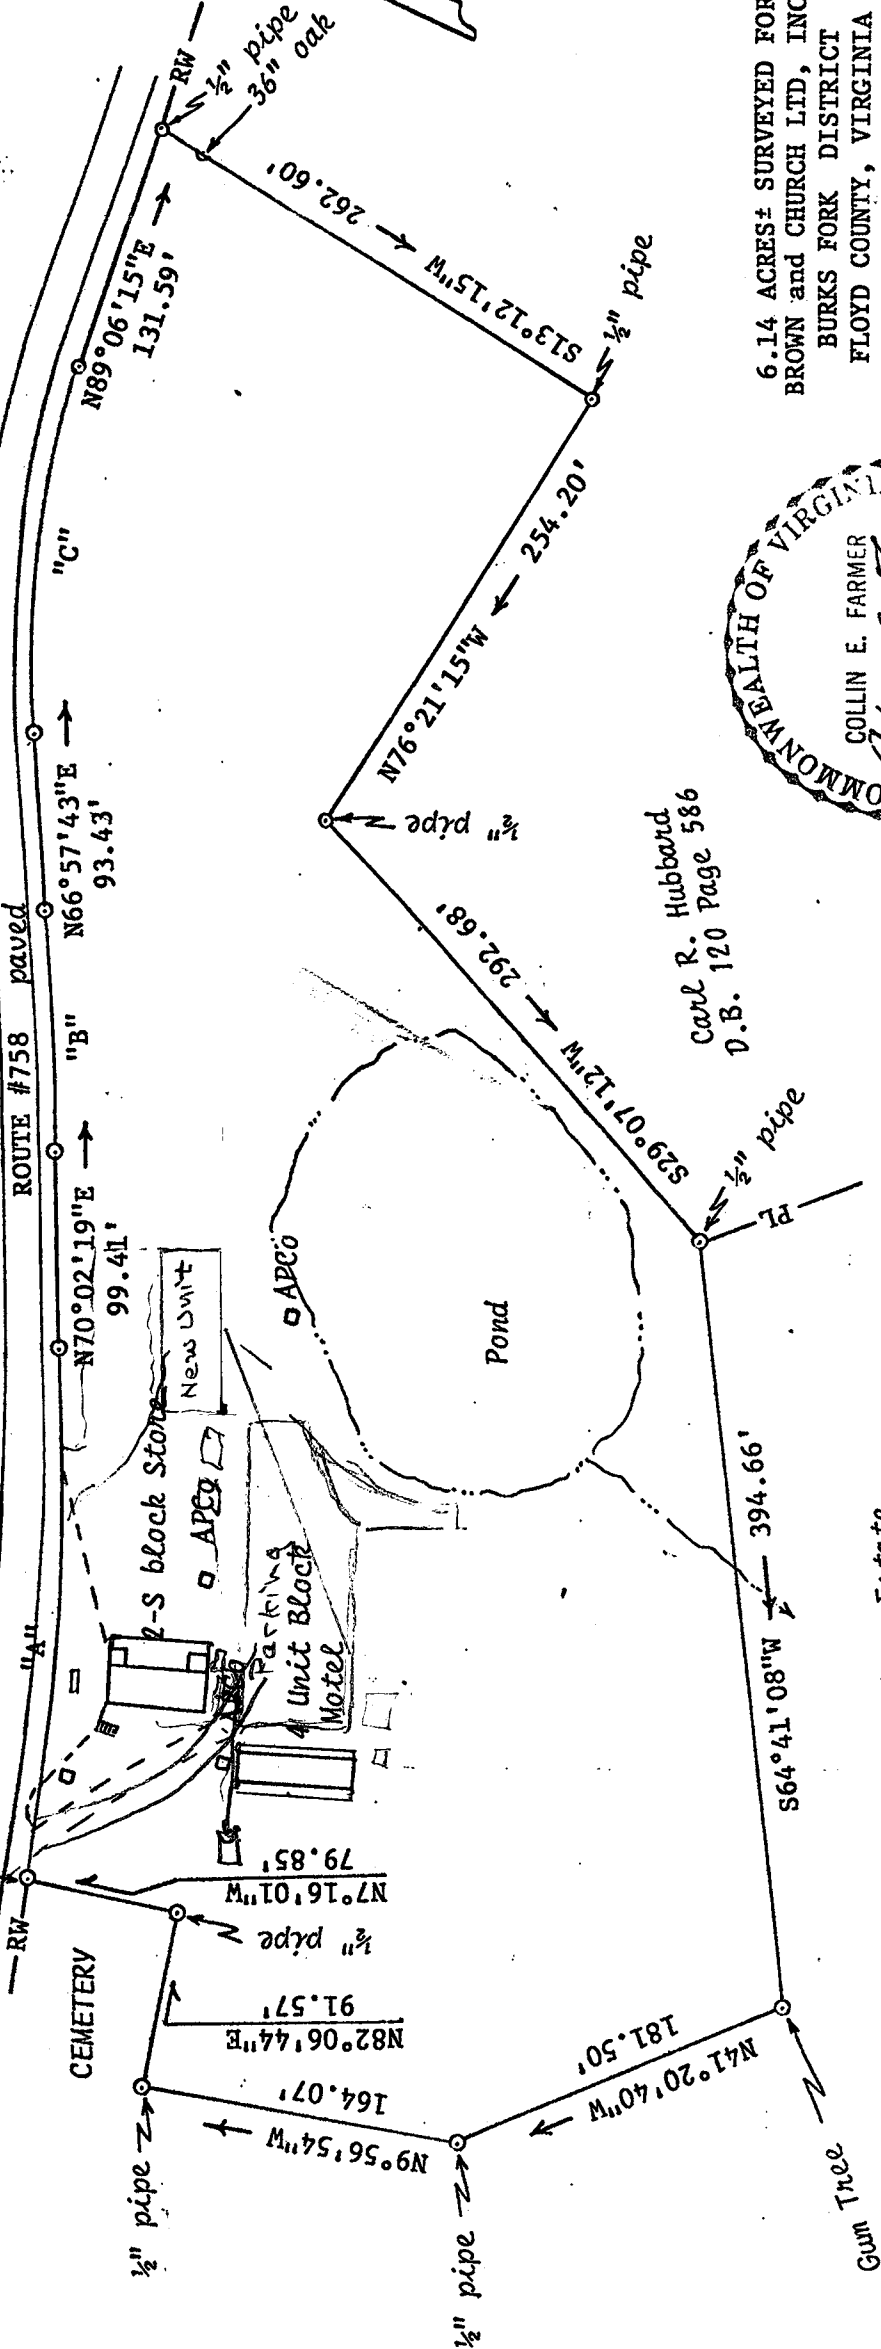 6.14 ACRES± SURVEYED FOR
BROWN and CHURCH LTD, INC
BURKS FORK DISTRICT
FLOYD COUNTY, VIRGINIA
ROUTE #758 paved
RW
"A"
N70°02'19"E
99.41'
"B"
N66°57'43"E
93.43'
"C"
N89°06'15"E
131.59'
RW
½" pipe
36" oak
S13°12'15"W
262.60'
½" pipe
N76°21'15"W
254.20'
½" pipe
S29°07'12"W
292.68'
½" pipe
PL
Carl R. Hubbard
D.B. 120 Page 586
S64°41'08"W
394.66'
Gum Tree
N41°20'40"W
181.50'
½" pipe
N9°56'54"W
164.07'
½" pipe
CEMETERY
N82°06'44"E
91.57'
½" pipe
N7°16'01"W
79.85'
2-S block Store
New Unit
APCo
Parking
4 Unit Block
Motel
APCo
APCo
Pond
COMMONWEALTH OF VIRGINIA
COLLIN E. FARMER